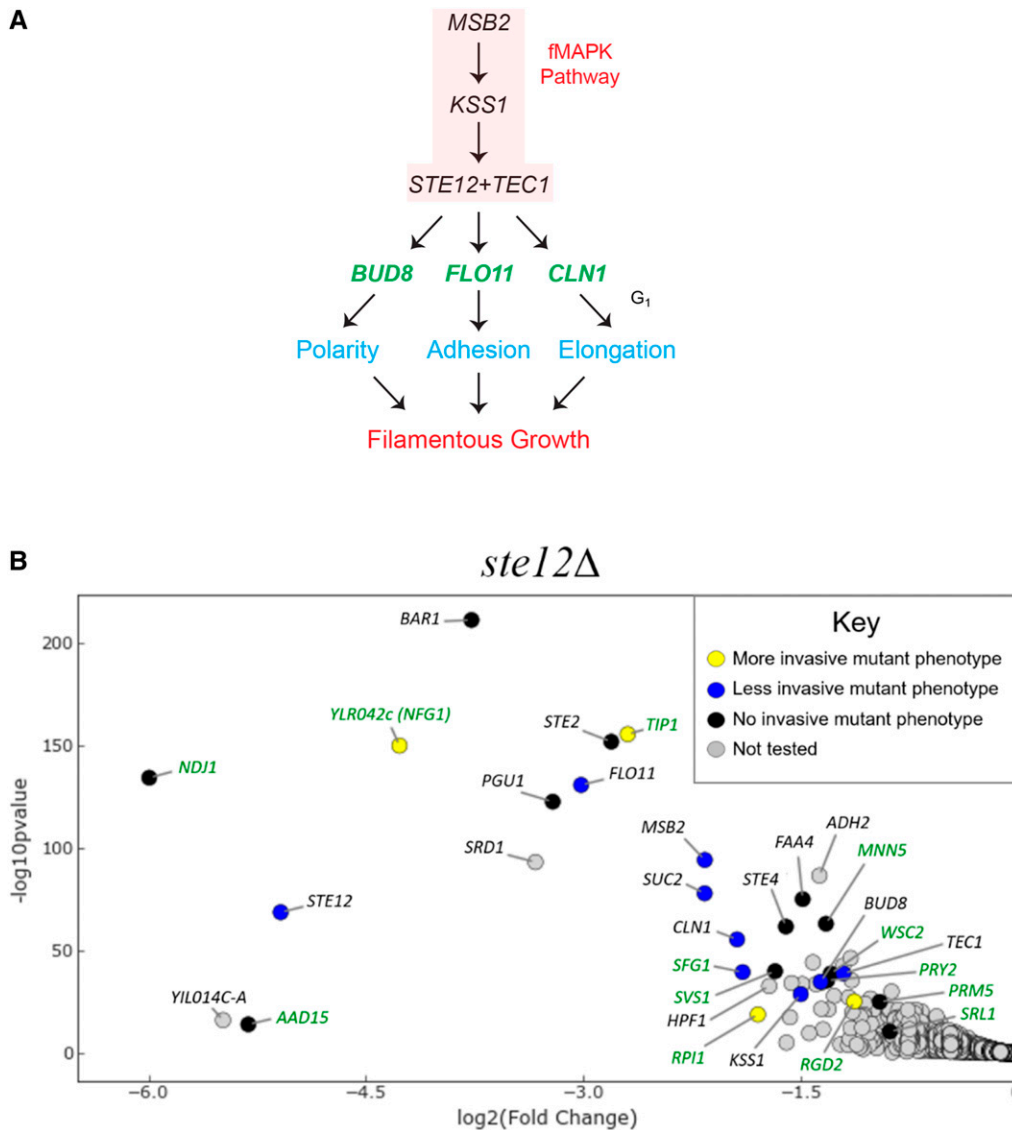 A
MSB2
fMAPK
Pathway
KSS1
STE12+TEC1
BUD8 FLO11 CLN1
G₁
Polarity Adhesion Elongation
Filamentous Growth
B
ste12Δ
Key
More invasive mutant phenotype
Less invasive mutant phenotype
No invasive mutant phenotype
Not tested
200
150
100
50
0
-log10pvalue
BAR1
YLR042c (NFG1)
STE2
TIP1
NDJ1
PGU1
FLO11
SRD1
MSB2
FAA4
ADH2
MNN5
SUC2
STE4
BUD8
STE12
CLN1
WSC2
TEC1
SFG1
PRY2
SVS1
PRM5
YIL014C-A
AAD15
HPF1
SRL1
RPI1
KSS1
RGD2
−6.0 −4.5 −3.0 −1.5
log2(Fold Change)